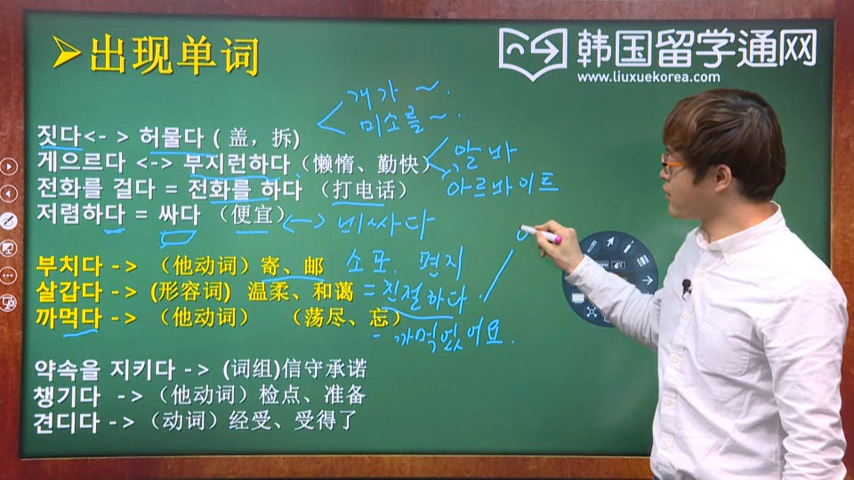 出现单词
韩国留学通网
www.liuxuekorea.com
개가 ~.
미소를 ~.
짓다<- > 허물다 ( 盖，拆)
게으르다 <-> 부지런하다（懒惰、勤快）
알바
아르바이트
전화를 걸다 = 전화를 하다 （打电话）
저렴하다 = 싸다 （便宜） <-> 비싸다
부치다 - > （他动词）寄、邮 소포. 편지
살갑다 - > (形容词) 温柔、和蔼 = 친절하다.
까먹다 - > （他动词） （荡尽、忘）
- 까먹었어요.
약속을 지키다 - > (词组)信守承诺
챙기다 - >（他动词）检点、准备
견디다 - >（动词）经受、受得了